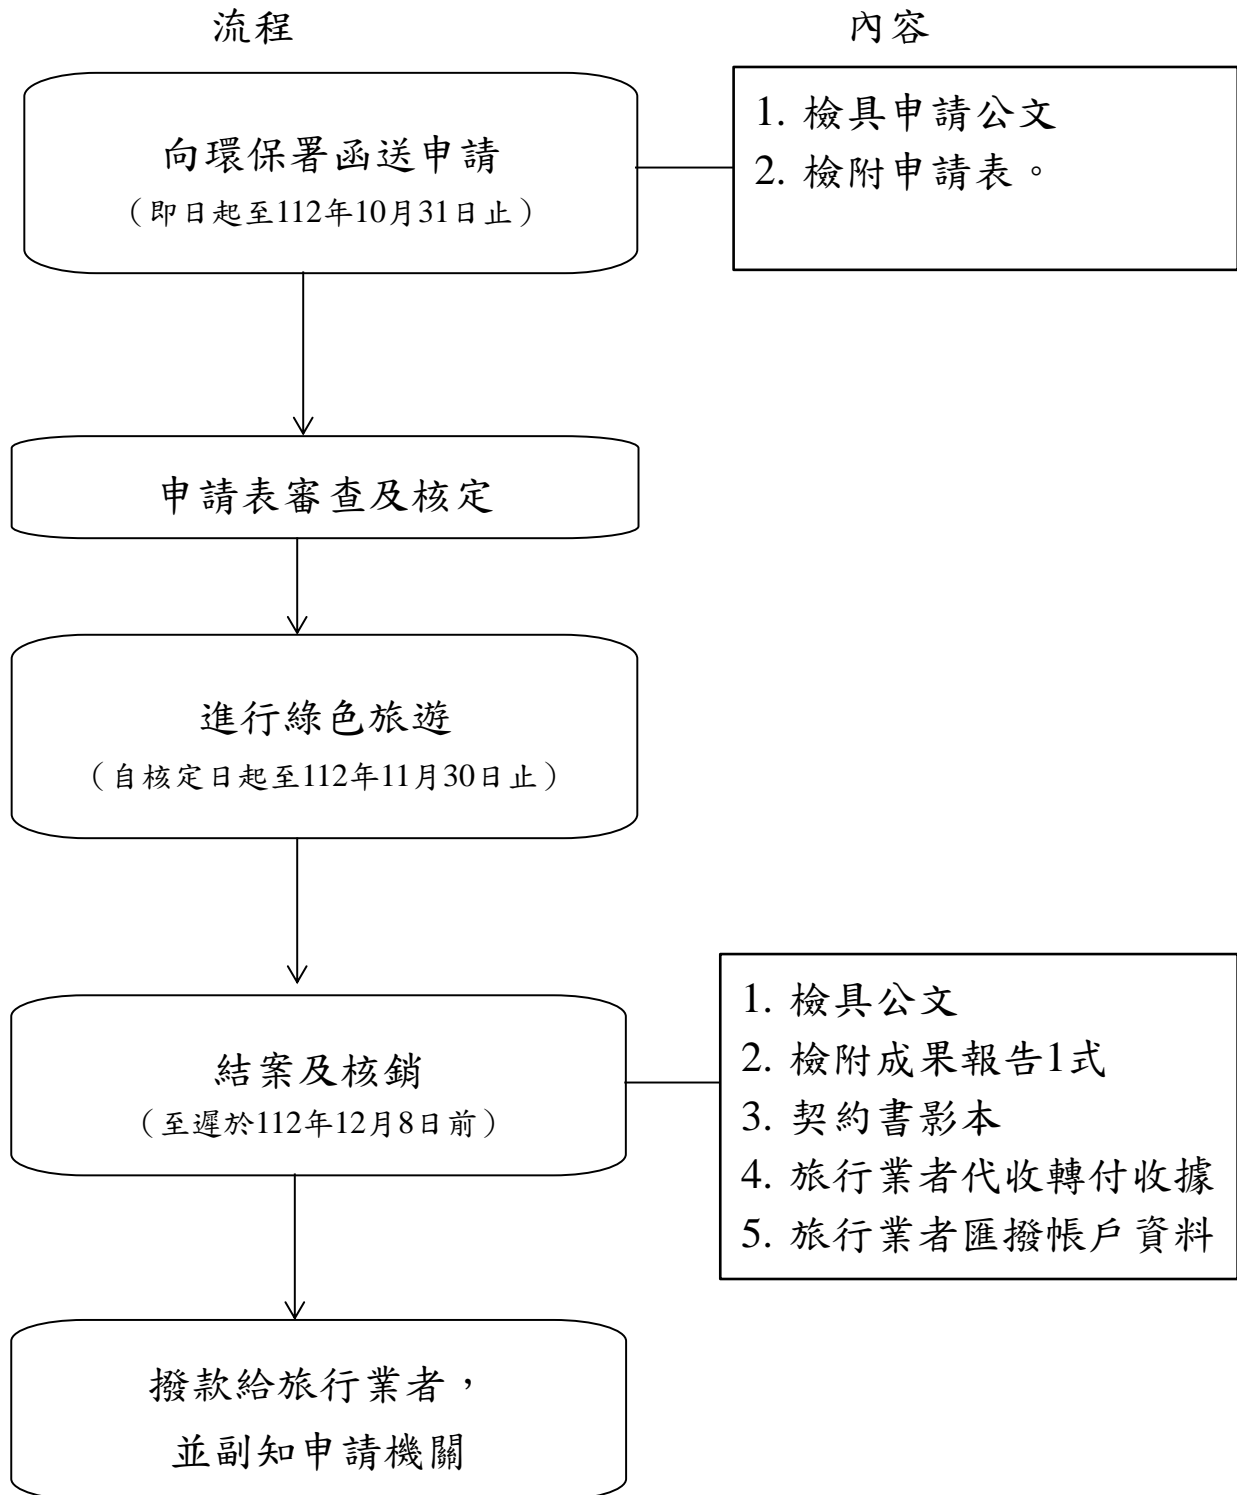 流程
內容
向環保署函送申請
（即日起至112年10月31日止）
1. 檢具申請公文
2. 檢附申請表。
申請表審查及核定
進行綠色旅遊
（自核定日起至112年11月30日止）
結案及核銷
（至遲於112年12月8日前）
1. 檢具公文
2. 檢附成果報告1式
3. 契約書影本
4. 旅行業者代收轉付收據
5. 旅行業者匯撥帳戶資料
撥款給旅行業者，
並副知申請機關